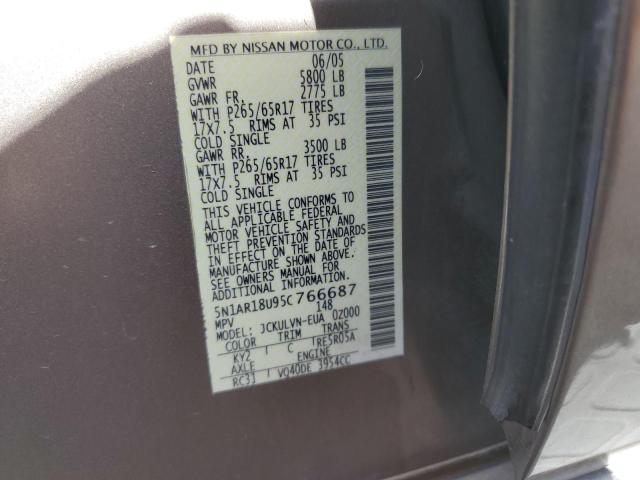 MFD BY NISSAN MOTOR CO., LTD.
DATE 06/05
GVWR 5800 LB
GAWR FR. 2775 LB
WITH P265/65R17 TIRES
17X7.5 RIMS AT 35 PSI
COLD SINGLE
GAWR RR. 3500 LB
WITH P265/65R17 TIRES
17X7.5 RIMS AT 35 PSI
COLD SINGLE
THIS VEHICLE CONFORMS TO
ALL APPLICABLE FEDERAL
MOTOR VEHICLE SAFETY AND
THEFT PREVENTION STANDARDS
IN EFFECT ON THE DATE OF
MANUFACTURE SHOWN ABOVE.
SEE OWNERS MANUAL FOR
ADDITIONAL INFORMATION.
5N1AR18U95C766687
MPV 148
MODEL: JCKULVN-EUA 0Z000
COLOR TRIM TRANS
KY2 C RE5R05A
AXLE ENGINE
RC33 VQ40DE 3954CC